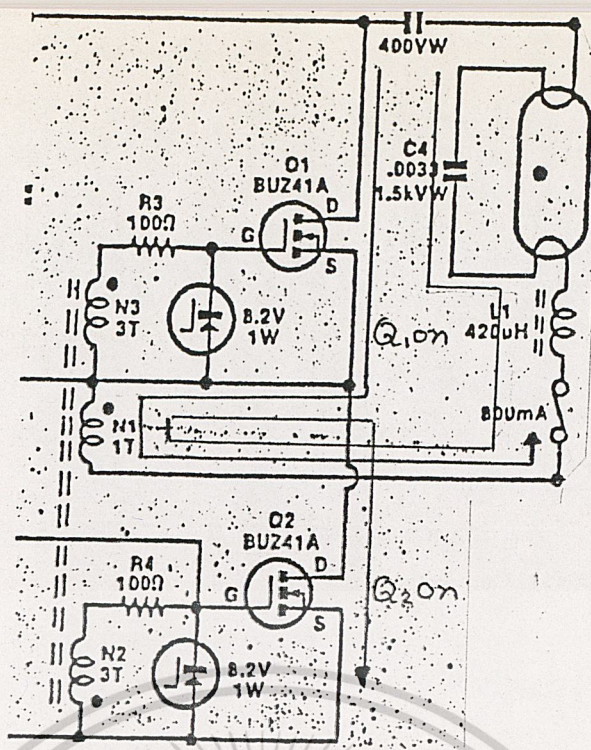 400VW
C4
.0033
1.5kVW
Q1
BUZ41A
D
R3
100Ω
G
S
N3
3T
8.2V
1W
Q1 on
L1
420uH
N1
1T
800mA
Q2
BUZ41A
D
R4
100Ω
G
Q2 on
S
N2
3T
8.2V
1W